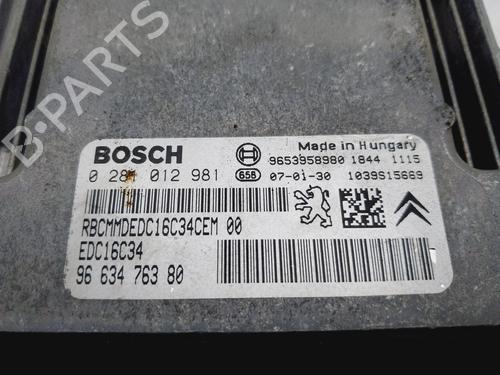 B-PARTS
BOSCH
Made in Hungary
9653958980 1844 1115
0 281 012 981 658 07-01-30 1039S15669
RBCMMDEDC16C34CEM 00
EDC16C34
96 634 763 80